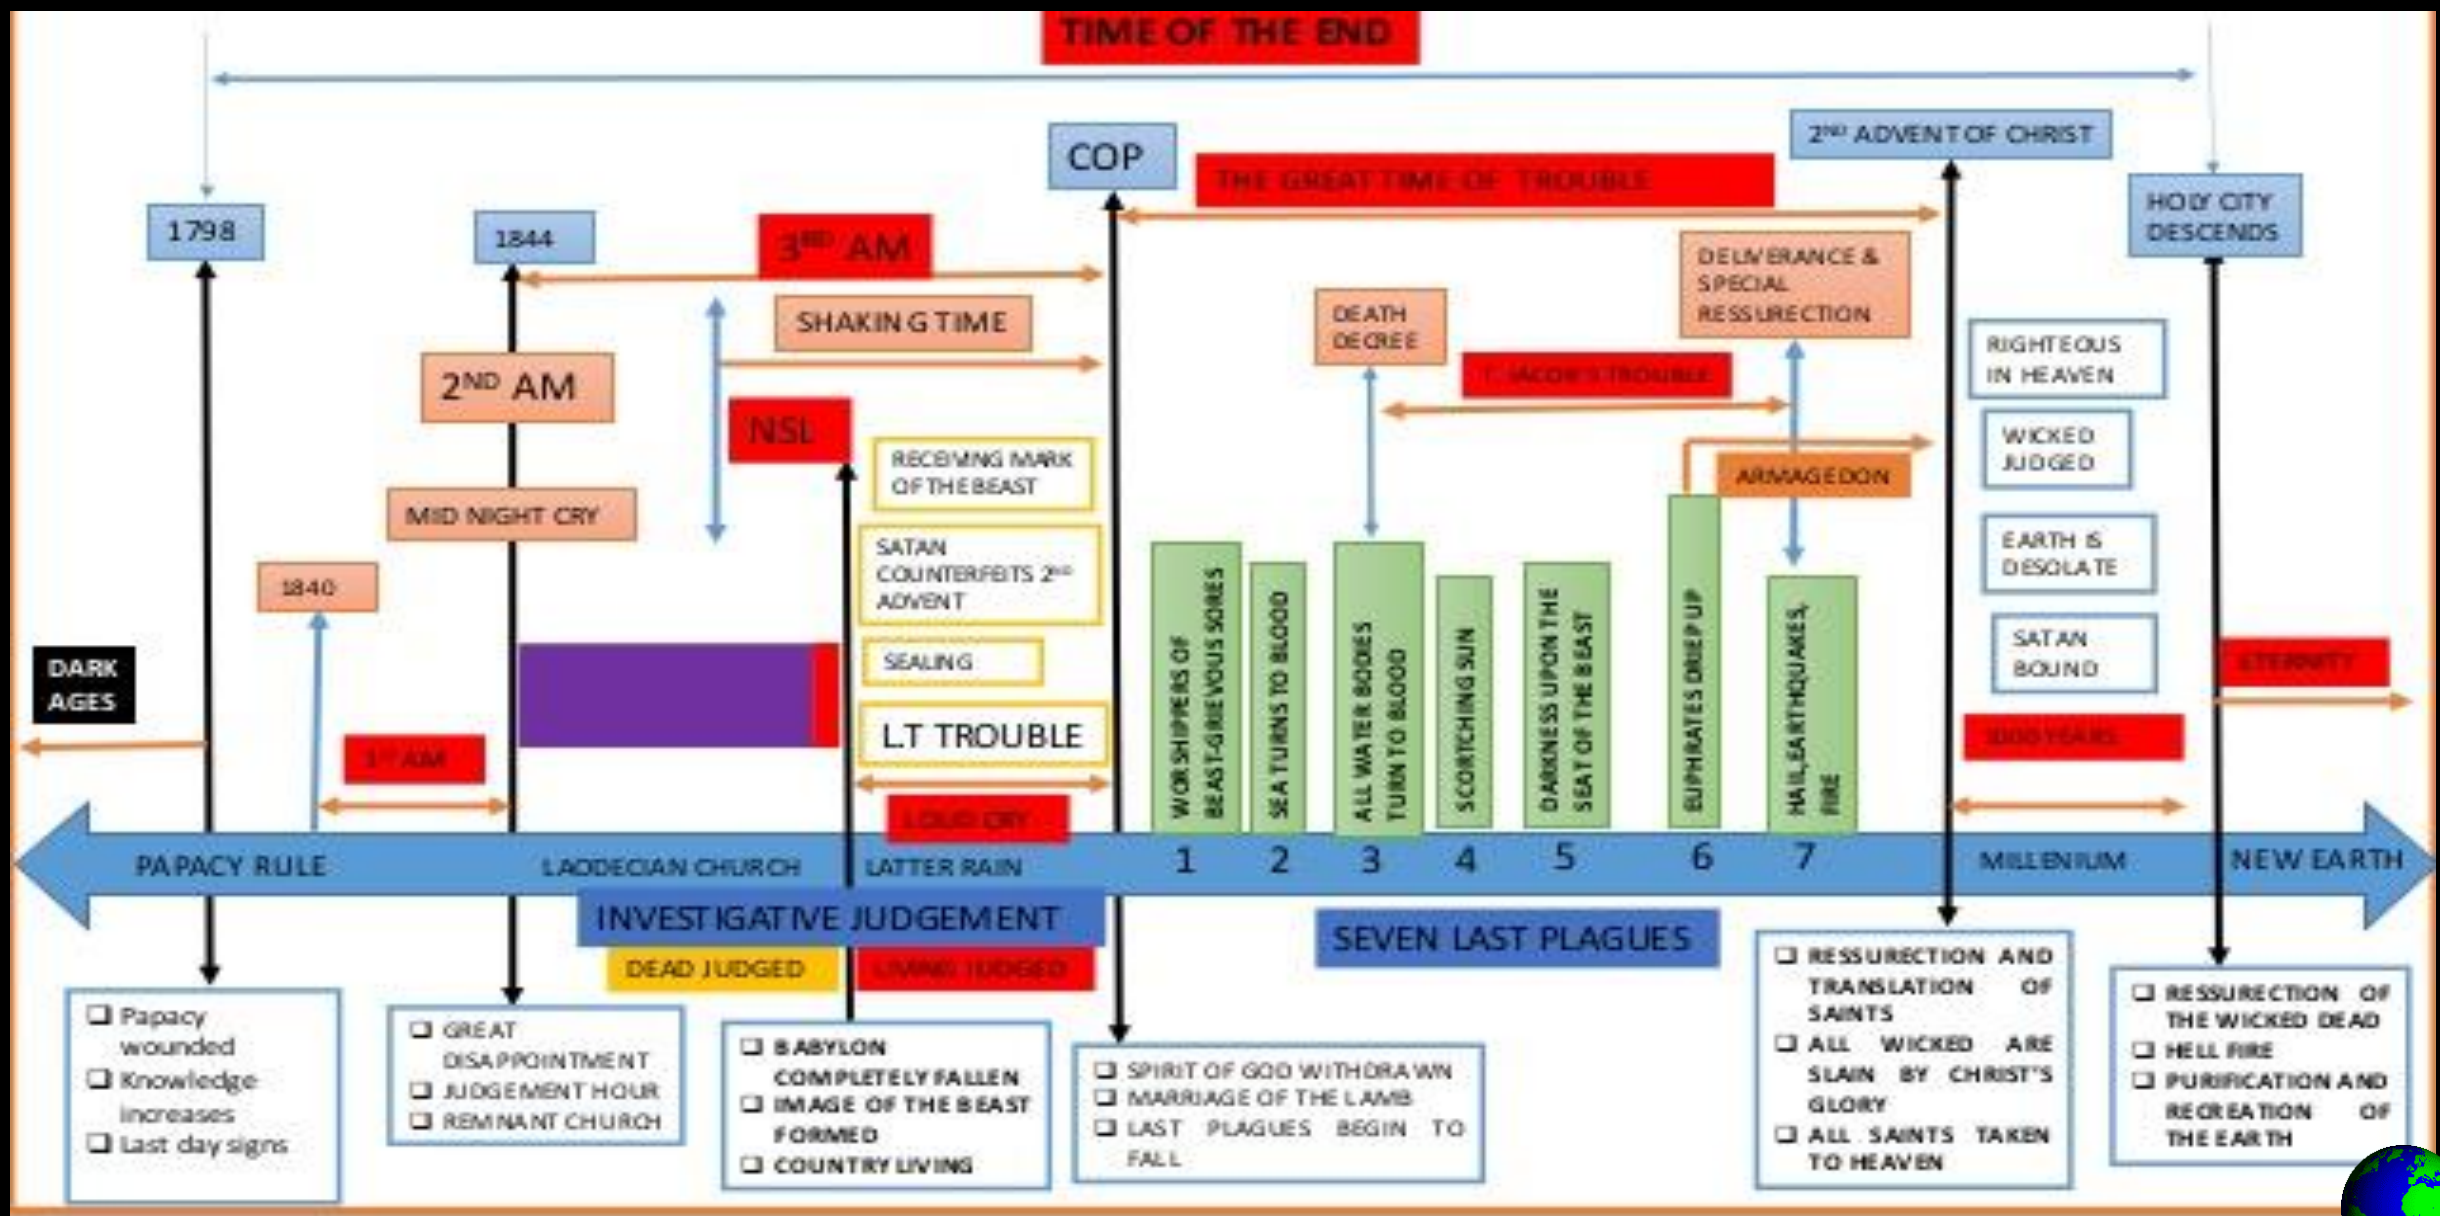 TIME OF THE END
COP
2ND ADVENT OF CHRIST
THE GREAT TIME OF TROUBLE
1798
1844
3RD AM
HOLY CITY
DESCENDS
DELIVERANCE &
SPECIAL
RESSURECTION
SHAKING TIME
DEATH
DECREE
2ND AM
T. JACOB'S TROUBLE
RIGHTEOUS
IN HEAVEN
NSL
RECEIVING MARK
OF THE BEAST
WICKED
JUDGED
ARMAGEDON
MID NIGHT CRY
SATAN
COUNTERFEITS 2ND
ADVENT
EARTH IS
DESOLATE
1840
SEALING
SATAN
BOUND
DARK
AGES
ETERNITY
L.T TROUBLE
1ST AM
1000 YEARS
LOUD CRY
WORSHIPPERS OF
BEAST-GRIEVOUS SORES
SEA TURNS TO BLOOD
ALL WATER BODIES
TURN TO BLOOD
SCORTCHING SUN
DARKNESS UPON THE
SEAT OF THE BEAST
EUPHRATES DRIEP UP
HAIL,EARTHQUAKES,
FIRE
PAPACY RULE
LAODECIAN CHURCH
LATTER RAIN
1 2 3 4 5 6 7
MILLENIUM
NEW EARTH
INVESTIGATIVE JUDGEMENT
SEVEN LAST PLAGUES
DEAD JUDGED
LIVING JUDGED
Papacy
wounded
Knowledge
increases
Last day signs
GREAT
DISAPPOINTMENT
JUDGEMENT HOUR
REMNANT CHURCH
BABYLON
COMPLETELY FALLEN
IMAGE OF THE BEAST
FORMED
COUNTRY LIVING
SPIRIT OF GOD WITHDRAWN
MARRIAGE OF THE LAMB
LAST PLAGUES BEGIN TO
FALL
RESSURECTION AND
TRANSLATION OF
SAINTS
ALL WICKED ARE
SLAIN BY CHRIST'S
GLORY
ALL SAINTS TAKEN
TO HEAVEN
RESSURECTION OF
THE WICKED DEAD
HELL FIRE
PURIFICATION AND
RECREATION OF
THE EARTH